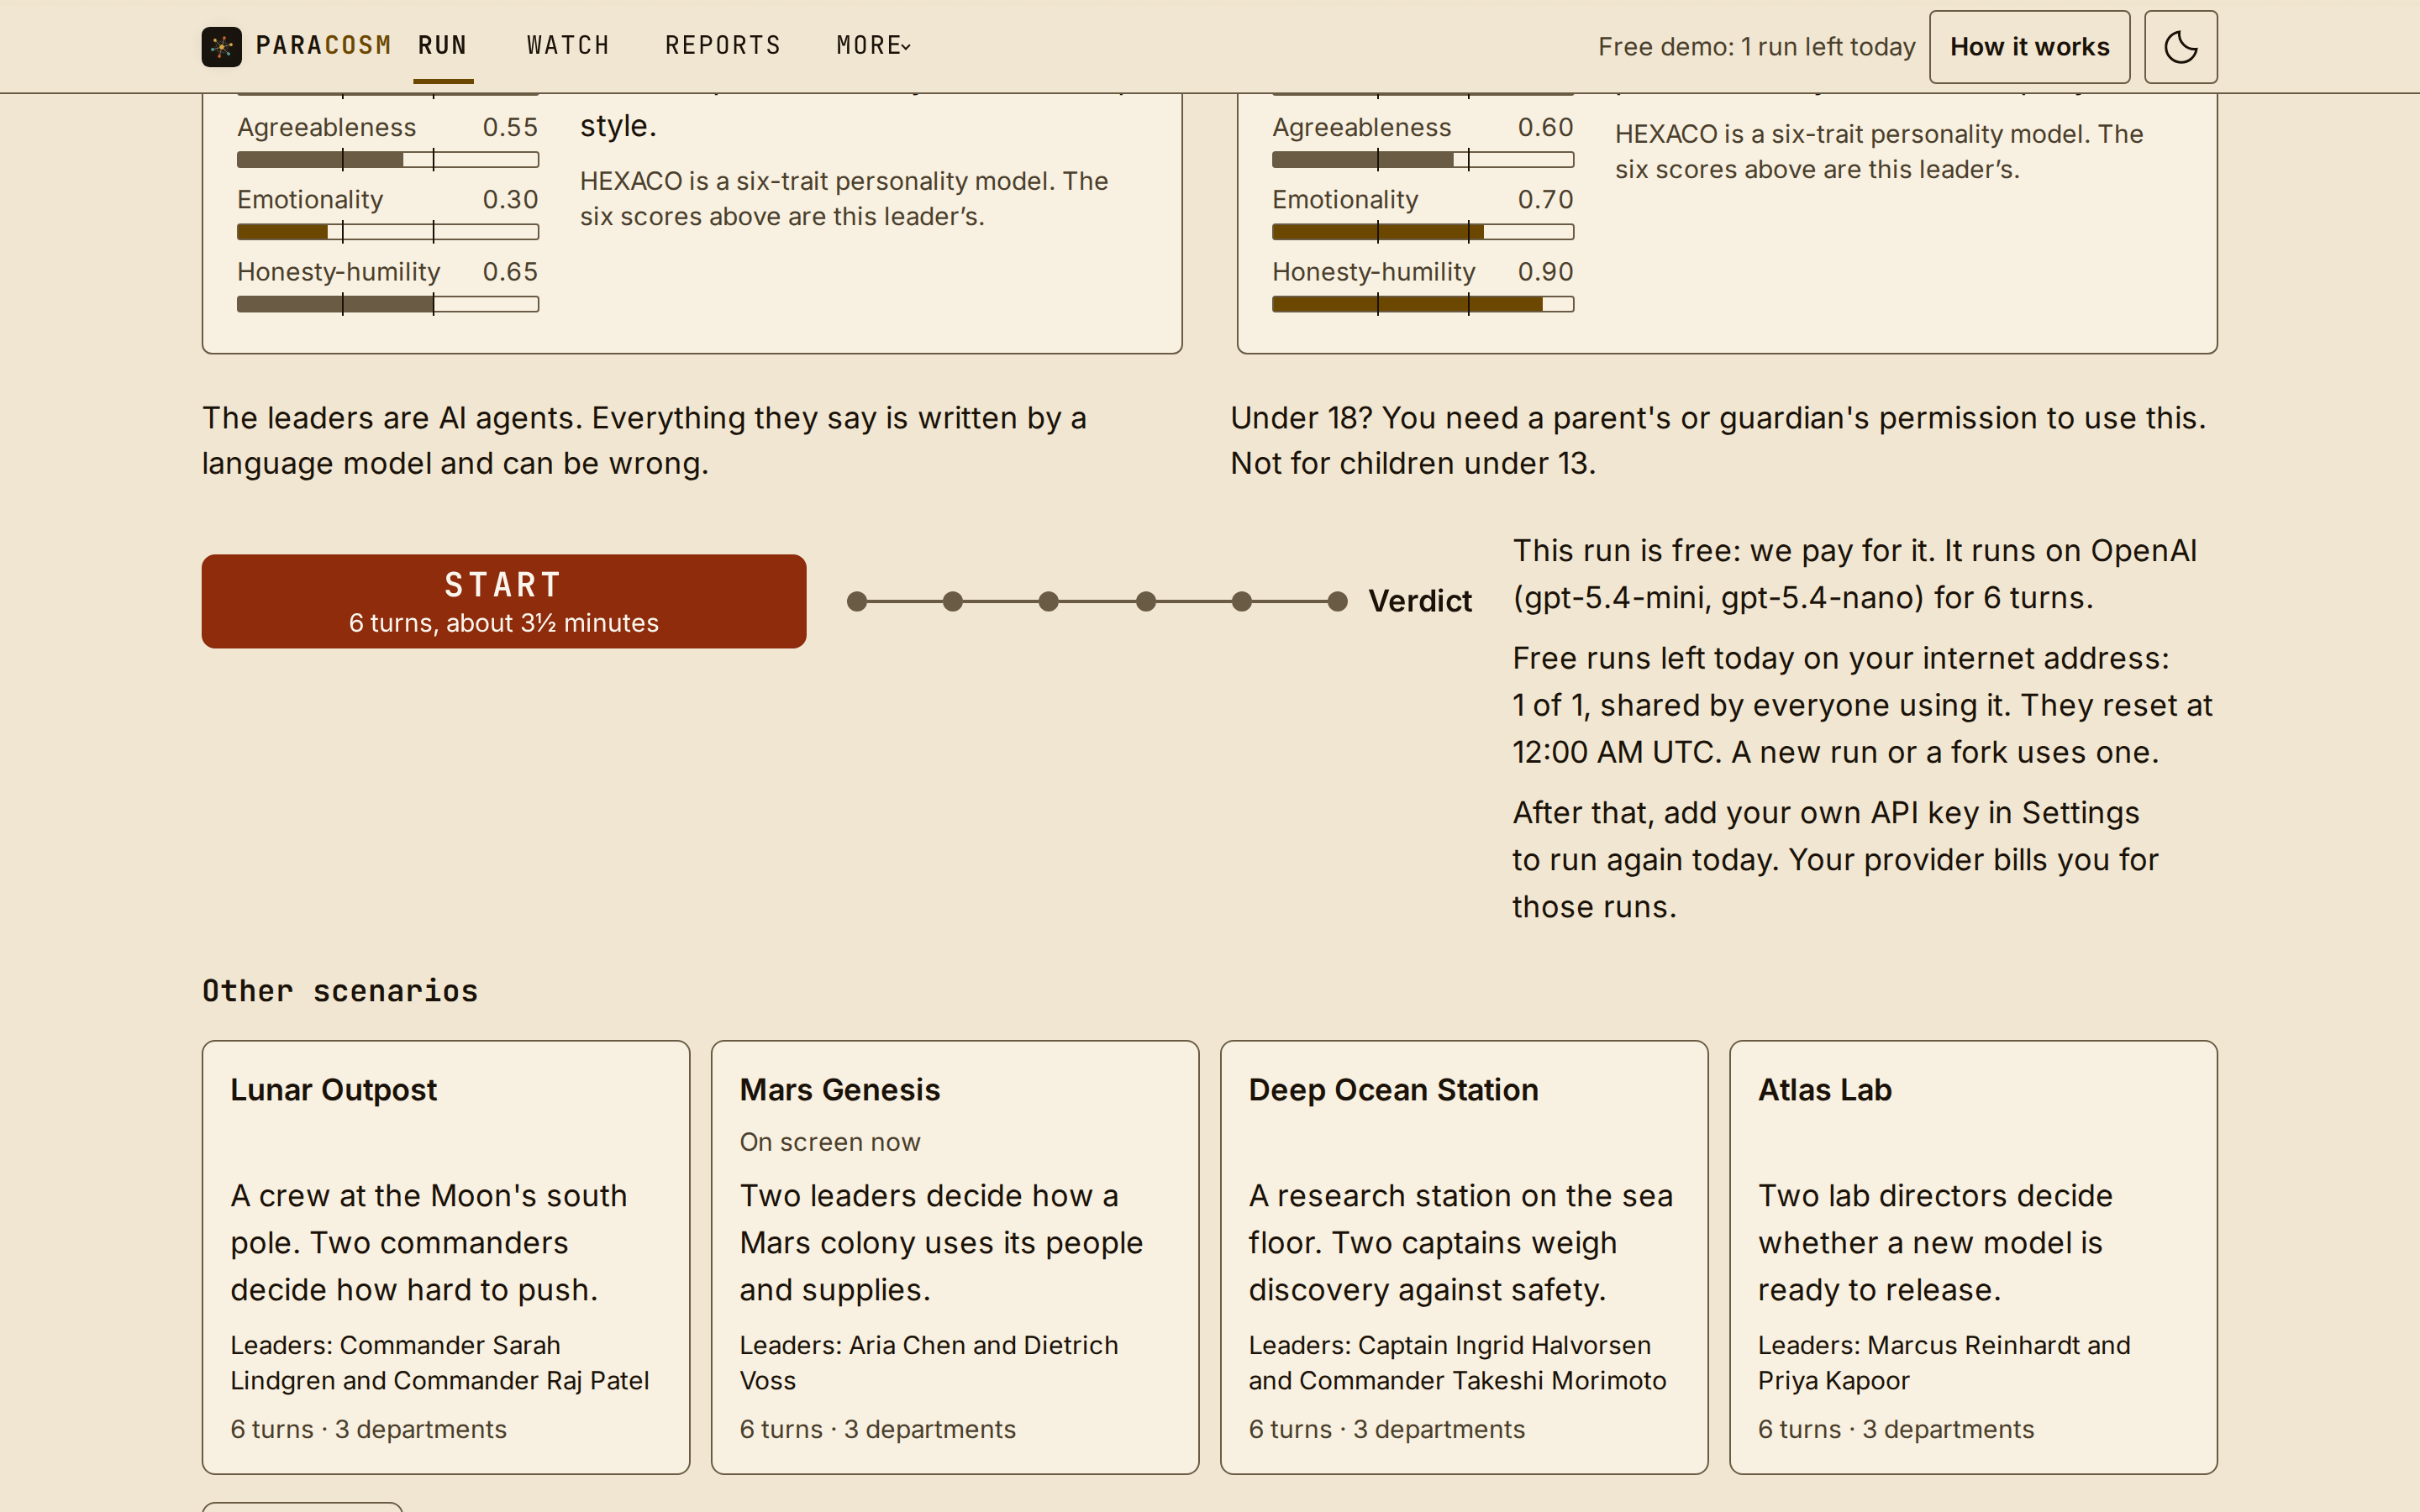 PARACOSM
RUN
WATCH
REPORTS
MORE
Free demo: 1 run left today
How it works
Agreeableness 0.55
Emotionality 0.30
Honesty-humility 0.65
style.
HEXACO is a six-trait personality model. The
six scores above are this leader’s.
Agreeableness 0.60
Emotionality 0.70
Honesty-humility 0.90
HEXACO is a six-trait personality model. The
six scores above are this leader’s.
The leaders are AI agents. Everything they say is written by a
language model and can be wrong.
Under 18? You need a parent's or guardian's permission to use this.
Not for children under 13.
START
6 turns, about 3½ minutes
Verdict
This run is free: we pay for it. It runs on OpenAI
(gpt-5.4-mini, gpt-5.4-nano) for 6 turns.
Free runs left today on your internet address:
1 of 1, shared by everyone using it. They reset at
12:00 AM UTC. A new run or a fork uses one.
After that, add your own API key in Settings
to run again today. Your provider bills you for
those runs.
Other scenarios
Lunar Outpost
A crew at the Moon's south
pole. Two commanders
decide how hard to push.
Leaders: Commander Sarah
Lindgren and Commander Raj Patel
6 turns · 3 departments
Mars Genesis
On screen now
Two leaders decide how a
Mars colony uses its people
and supplies.
Leaders: Aria Chen and Dietrich
Voss
6 turns · 3 departments
Deep Ocean Station
A research station on the sea
floor. Two captains weigh
discovery against safety.
Leaders: Captain Ingrid Halvorsen
and Commander Takeshi Morimoto
6 turns · 3 departments
Atlas Lab
Two lab directors decide
whether a new model is
ready to release.
Leaders: Marcus Reinhardt and
Priya Kapoor
6 turns · 3 departments